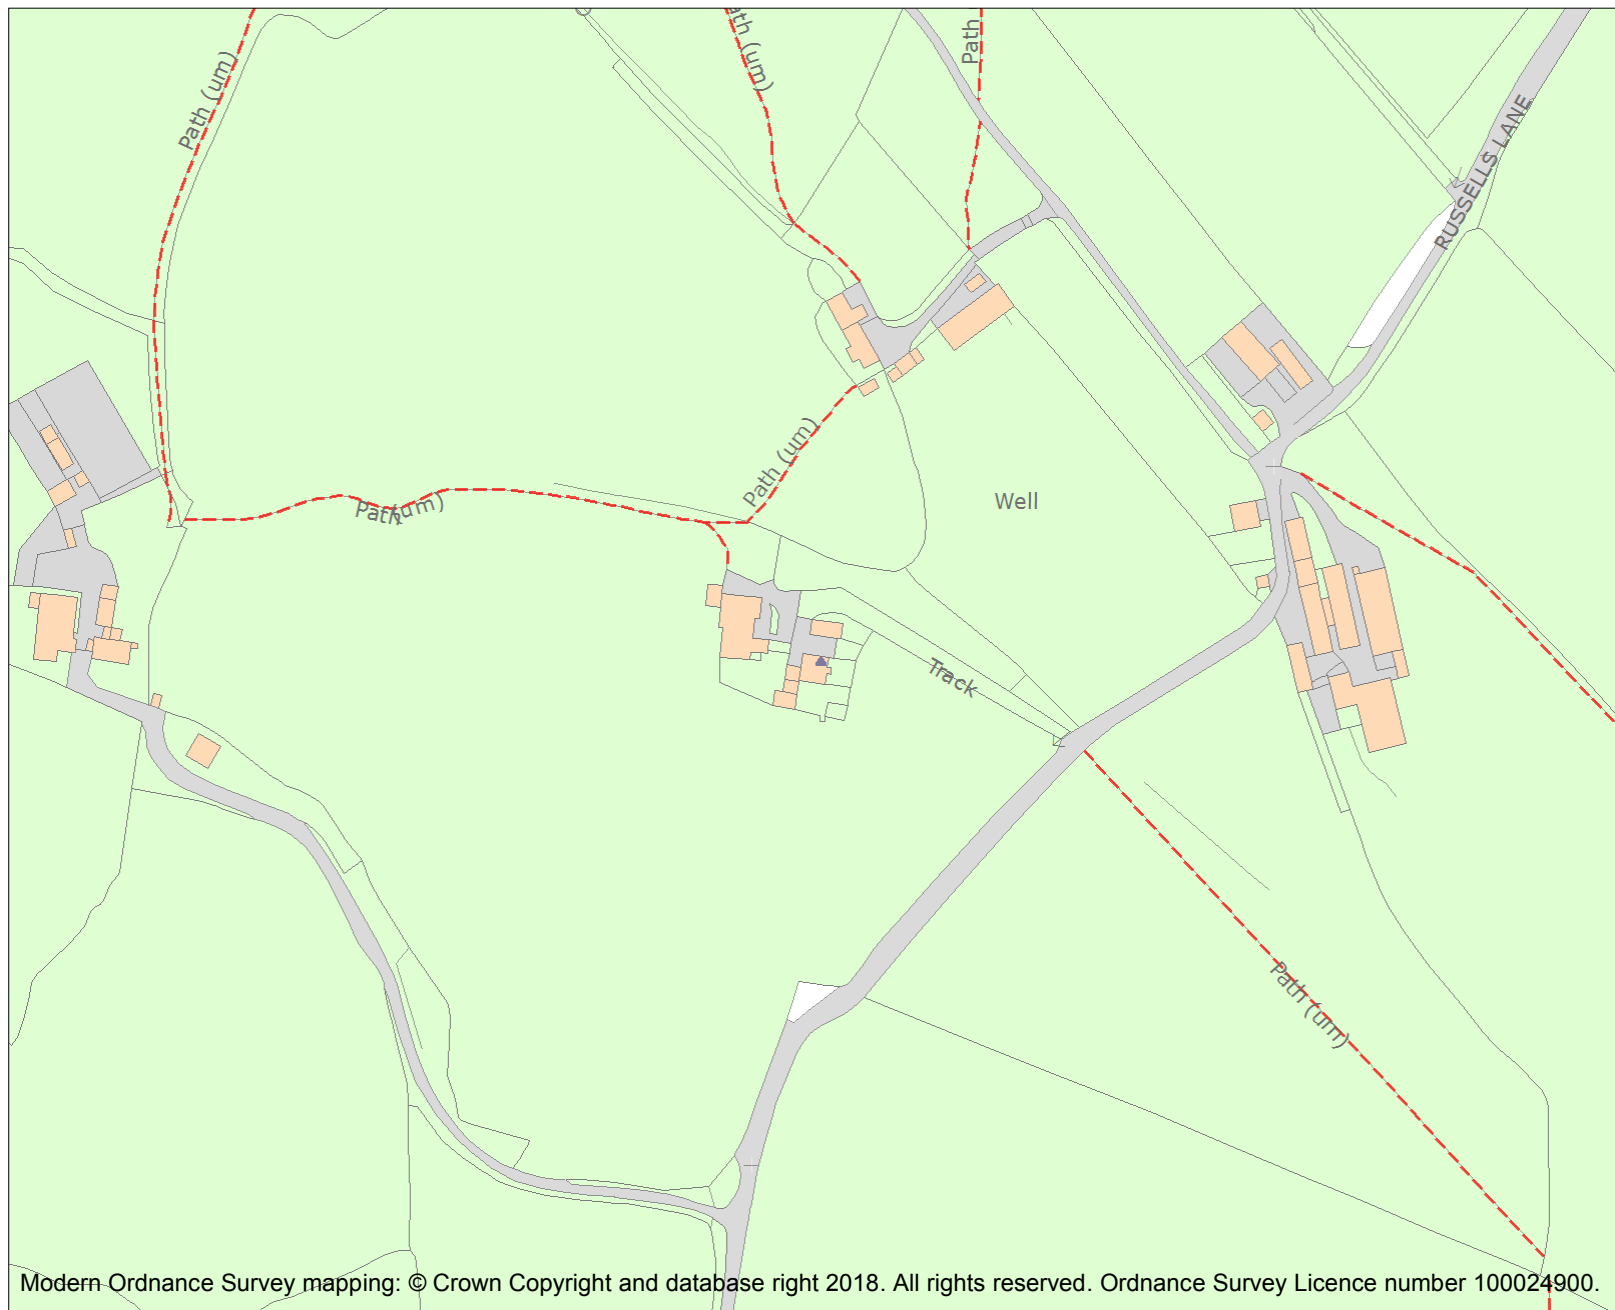 Path (um)
Path (um)
Path
RUSSELLS LANE
Path (um)
Path (um)
Well
Track
Path (um)
Modern Ordnance Survey mapping: © Crown Copyright and database right 2018. All rights reserved. Ordnance Survey Licence number 100024900.